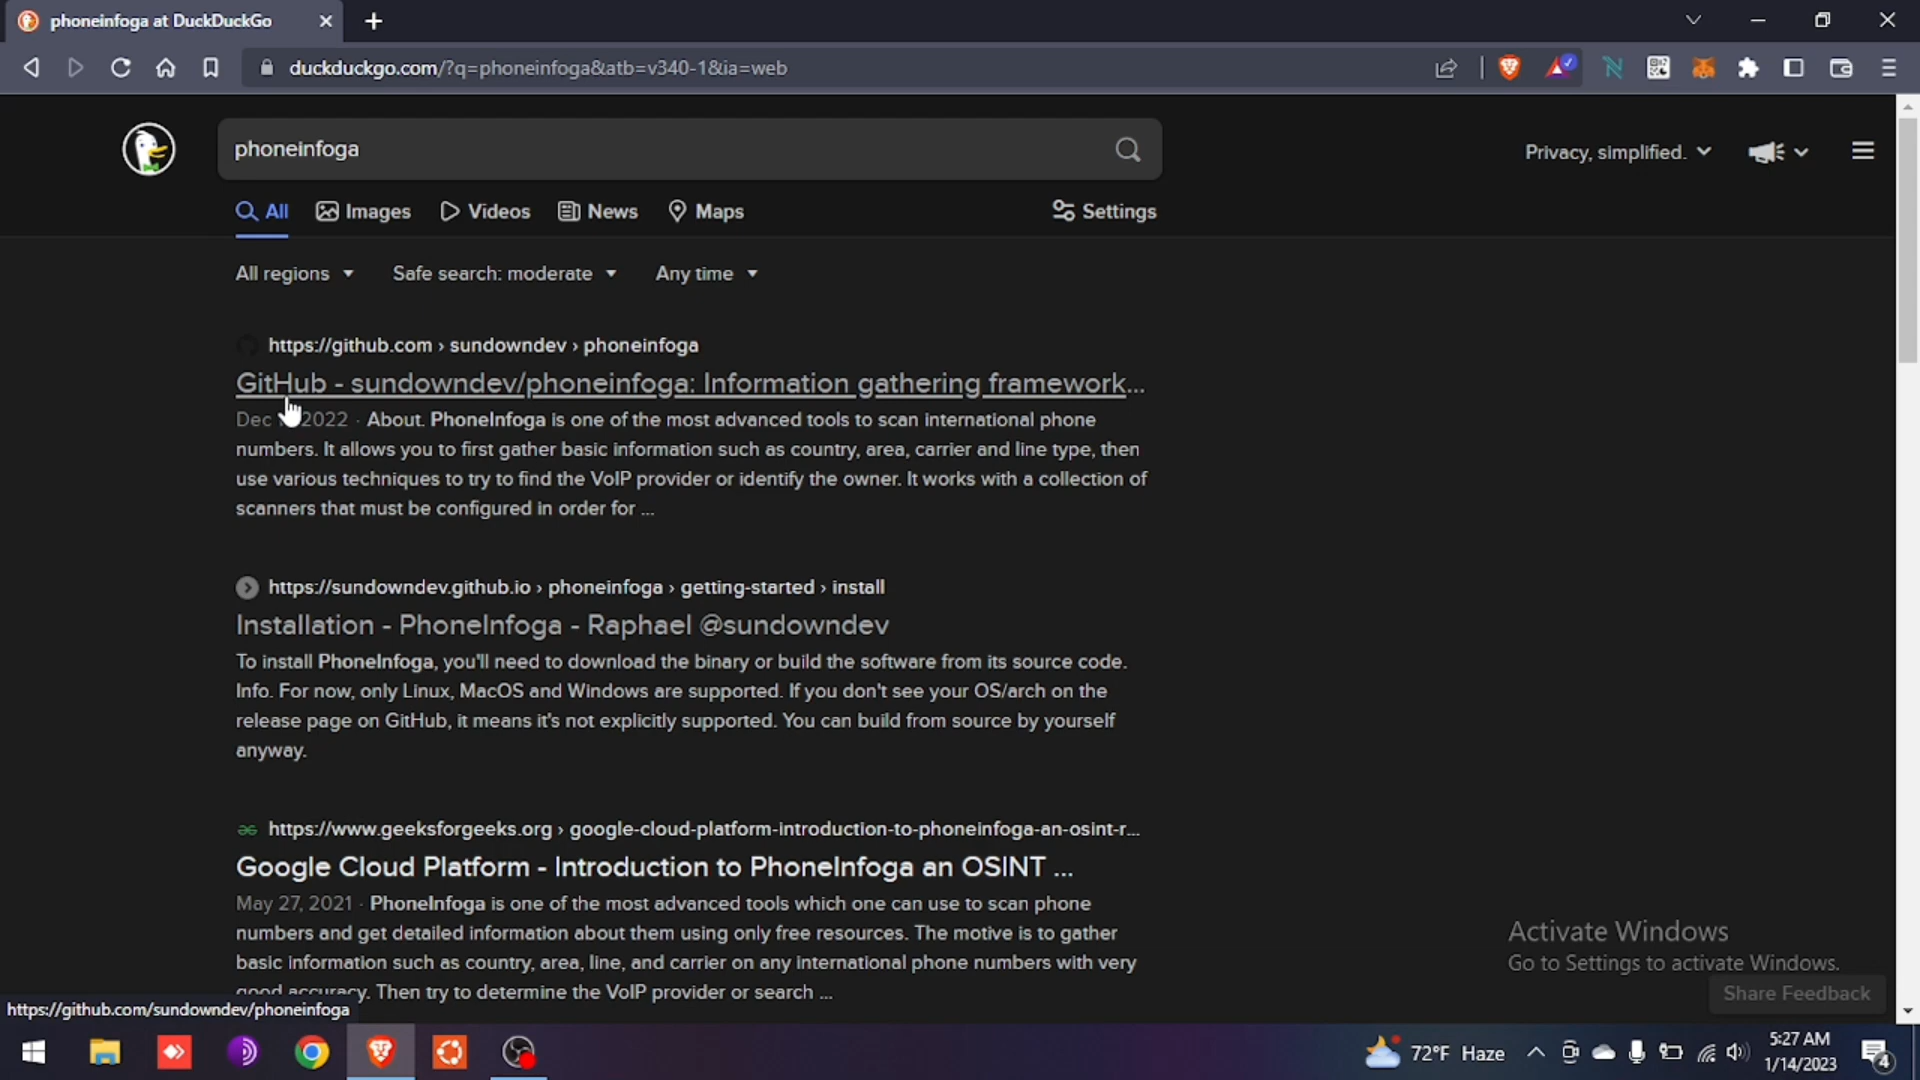 phoneinfoga at DuckDuckGo
duckduckgo.com/?q=phoneinfoga&atb=v340-1&ia=web
phoneinfoga
Privacy, simplified.
All
Images
Videos
News
Maps
Settings
All regions
Safe search: moderate
Any time
https://github.com › sundowndev › phoneinfoga
GitHub - sundowndev/phoneinfoga: Information gathering framework...
Dec 2022 · About. PhoneInfoga is one of the most advanced tools to scan international phone
numbers. It allows you to first gather basic information such as country, area, carrier and line type, then
use various techniques to try to find the VoIP provider or identify the owner. It works with a collection of
scanners that must be configured in order for ...
https://sundowndev.github.io › phoneinfoga › getting-started › install
Installation - PhoneInfoga - Raphael @sundowndev
To install PhoneInfoga, you'll need to download the binary or build the software from its source code.
Info. For now, only Linux, MacOS and Windows are supported. If you don't see your OS/arch on the
release page on GitHub, it means it's not explicitly supported. You can build from source by yourself
anyway.
https://www.geeksforgeeks.org › google-cloud-platform-introduction-to-phoneinfoga-an-osint-r...
Google Cloud Platform - Introduction to PhoneInfoga an OSINT ...
May 27, 2021 · PhoneInfoga is one of the most advanced tools which one can use to scan phone
numbers and get detailed information about them using only free resources. The motive is to gather
basic information such as country, area, line, and carrier on any international phone numbers with very
good accuracy. Then try to determine the VoIP provider or search ...
Activate Windows
Go to Settings to activate Windows.
Share Feedback
https://github.com/sundowndev/phoneinfoga
72°F Haze
5:27 AM
1/14/2023
4